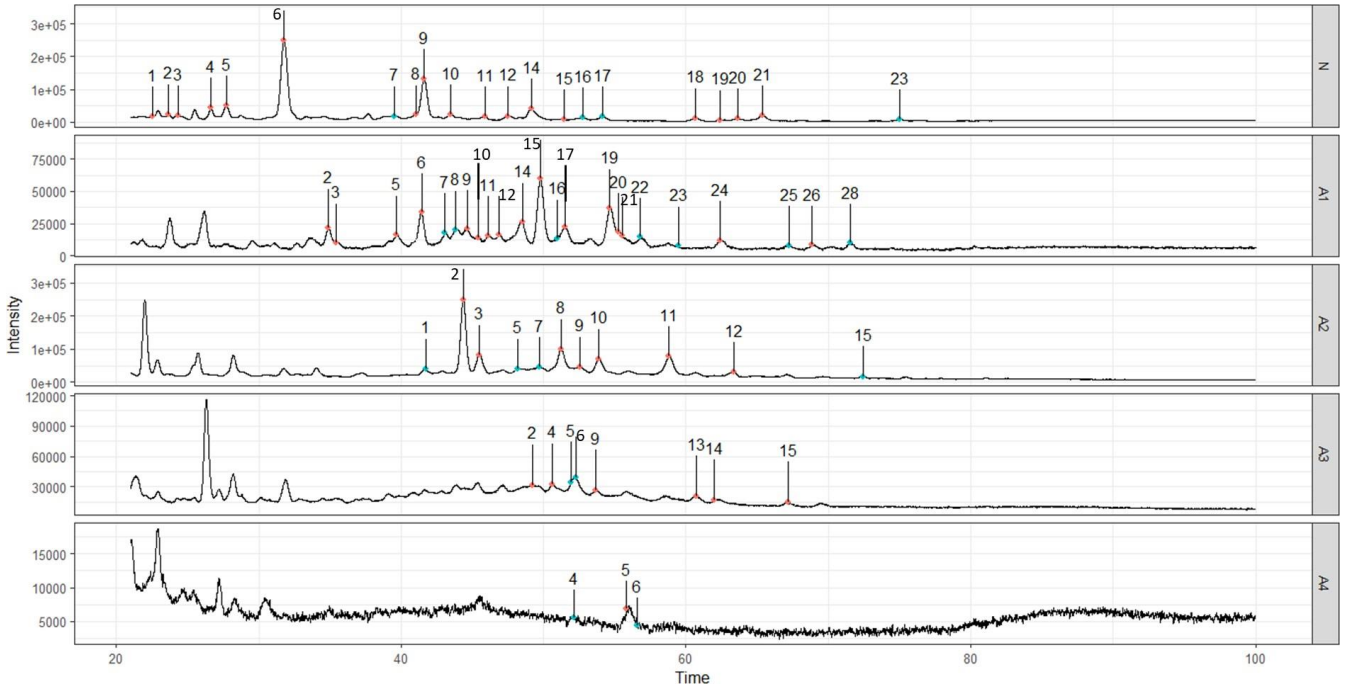 6
3e+05
9
2e+05
1 2 3 4 5 7 8 10 11 12 14 15 16 17 18 19 20 21 23
1e+05
0e+00
N
75000
15
10 17
6 19
2 3 5 7 8 9 11 12 14 16 20 21 22 23 24 25 26 28
50000
25000
0
A1
3e+05
2
2e+05
1 3 5 7 8 9 10 11 12 15
1e+05
0e+00
A2
120000
90000
2 4 5 6 9 13 14 15
60000
30000
A3
15000
4 5 6
10000
5000
A4
Intensity
20 40 60 80 100
Time